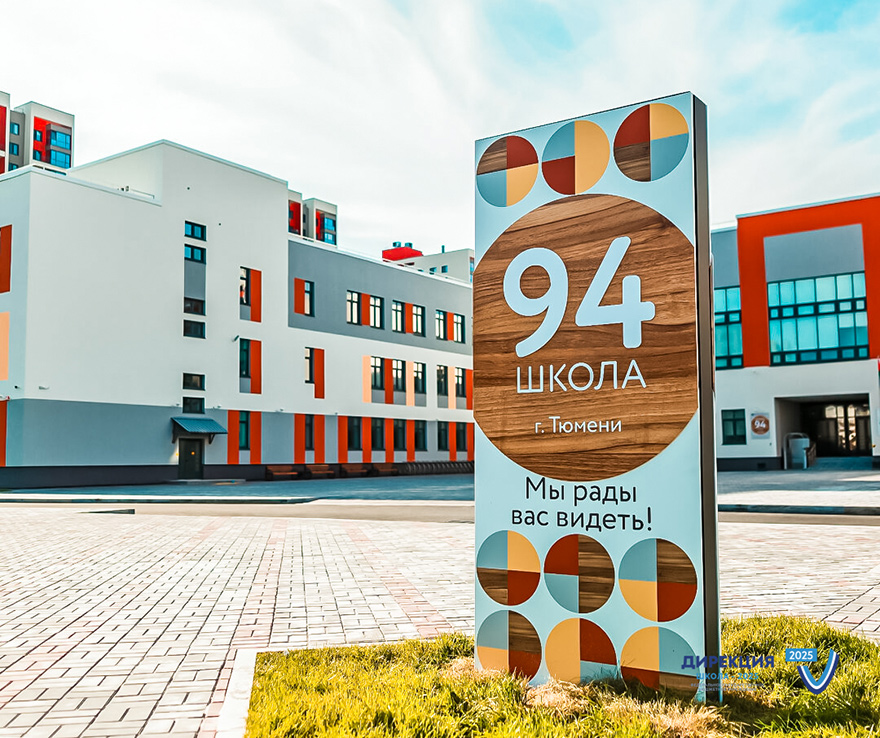 94
ШКОЛА
г. Тюмени
Мы рады
вас видеть!
94
ДИРЕКЦИЯ
2025